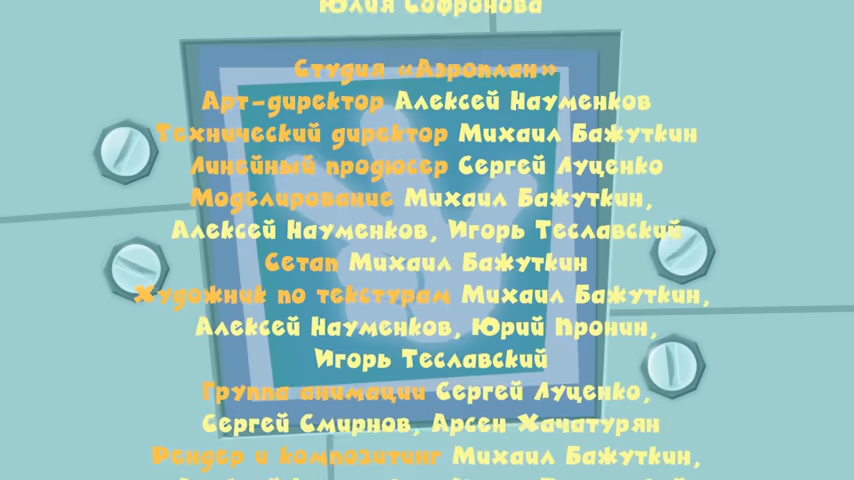 Юлия Софронова
Студия «Аэроплан»
Арт-директор Алексей Науменков
Технический директор Михаил Бажуткин
Линейный продюсер Сергей Луценко
Моделирование Михаил Бажуткин,
Алексей Науменков, Игорь Теславский
Сетап Михаил Бажуткин
Художник по текстурам Михаил Бажуткин,
Алексей Науменков, Юрий Пронин,
Игорь Теславский
Группа анимации Сергей Луценко,
Сергей Смирнов, Арсен Хачатурян
Рендер и композитинг Михаил Бажуткин,